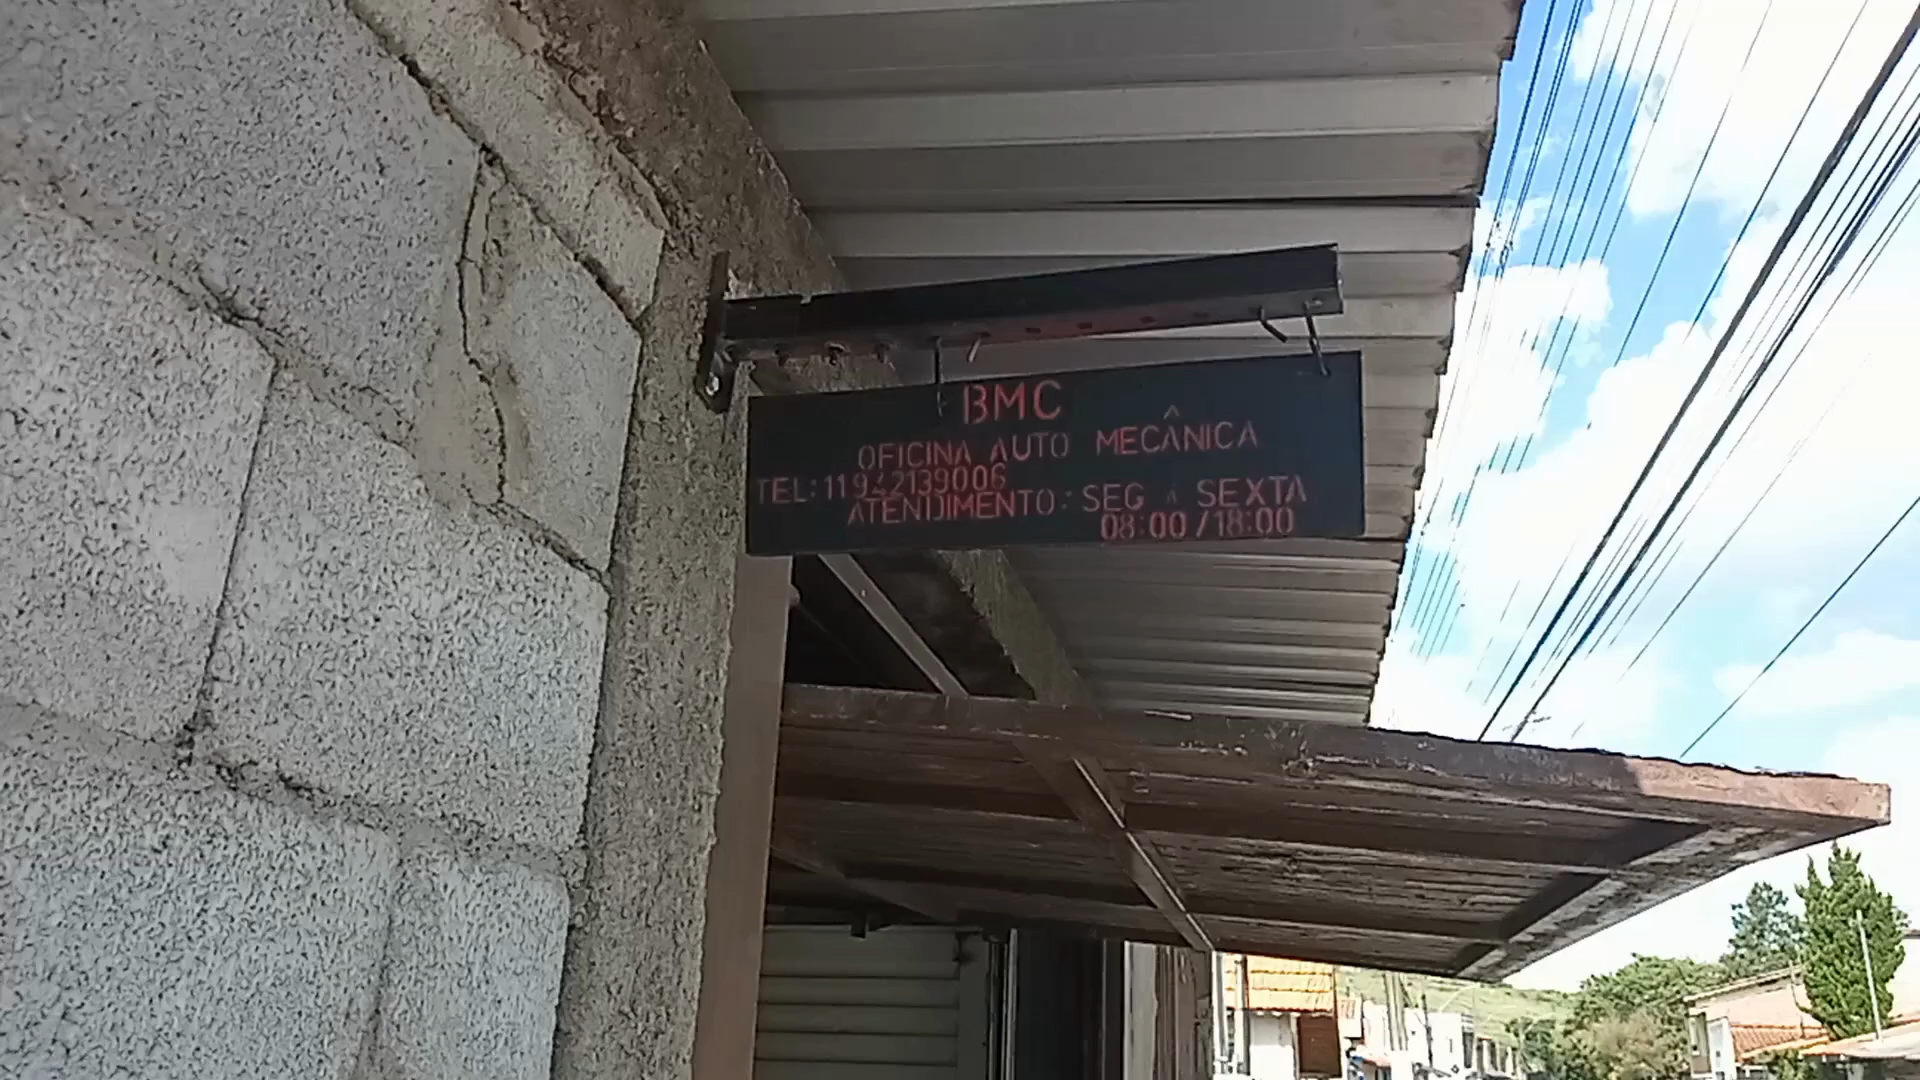 BMC
OFICINA AUTO MECÂNICA
TEL: 11942139006
ATENDIMENTO: SEG A SEXTA
08:00/18:00